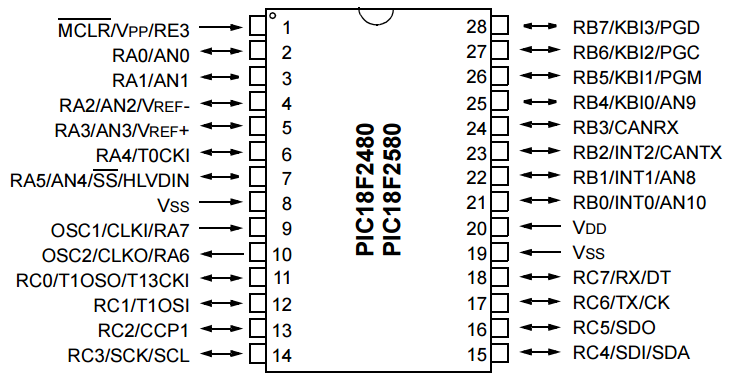 MCLR/VPP/RE3 1 28 RB7/KBI3/PGD
RA0/AN0 2 27 RB6/KBI2/PGC
RA1/AN1 3 26 RB5/KBI1/PGM
RA2/AN2/VREF- 4 25 RB4/KBI0/AN9
RA3/AN3/VREF+ 5 24 RB3/CANRX
RA4/T0CKI 6 23 RB2/INT2/CANTX
RA5/AN4/SS/HLVDIN 7 22 RB1/INT1/AN8
VSS 8 21 RB0/INT0/AN10
OSC1/CLKI/RA7 9 20 VDD
OSC2/CLKO/RA6 10 19 VSS
RC0/T1OSO/T13CKI 11 18 RC7/RX/DT
RC1/T1OSI 12 17 RC6/TX/CK
RC2/CCP1 13 16 RC5/SDO
RC3/SCK/SCL 14 15 RC4/SDI/SDA
PIC18F2480
PIC18F2580